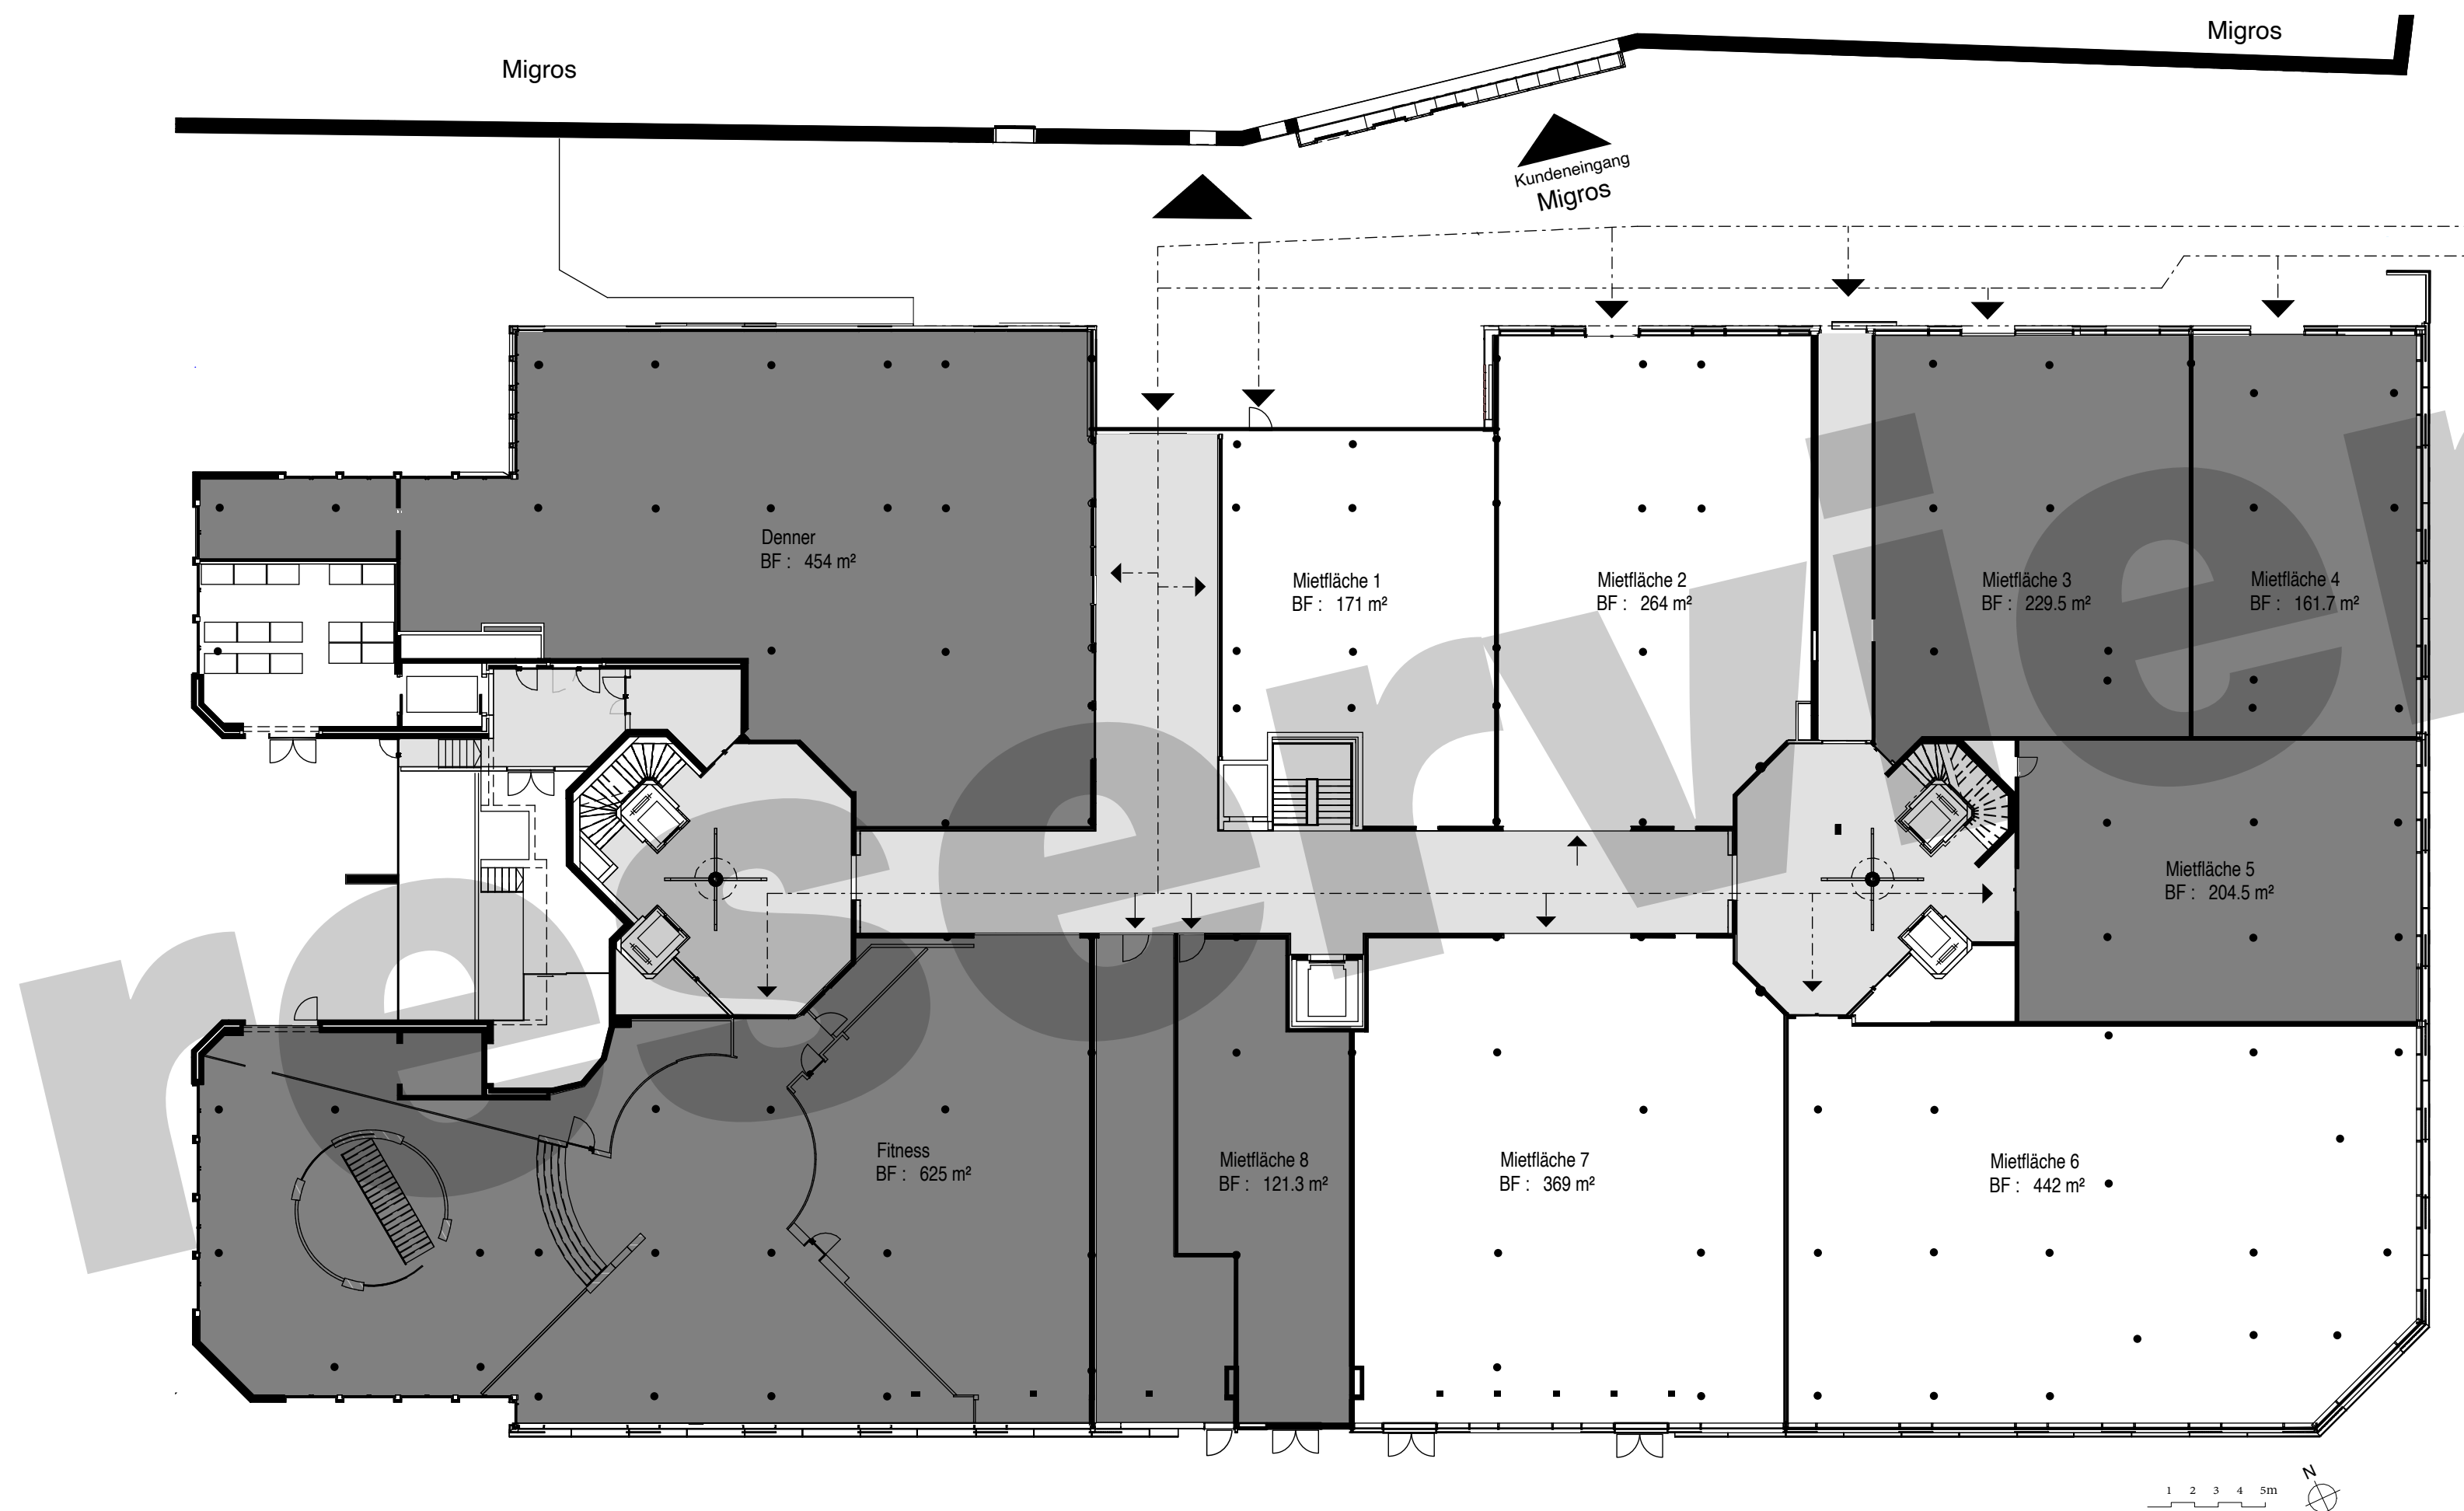 Migros
Migros
Kundeneingang
Migros
Denner
BF : 454 m²
Mietfläche 1
BF : 171 m²
Mietfläche 2
BF : 264 m²
Mietfläche 3
BF : 229.5 m²
Mietfläche 4
BF : 161.7 m²
reservier
Mietfläche 5
BF : 204.5 m²
Fitness
BF : 625 m²
Mietfläche 8
BF : 121.3 m²
Mietfläche 7
BF : 369 m²
Mietfläche 6
BF : 442 m²
N
1 2 3 4 5m